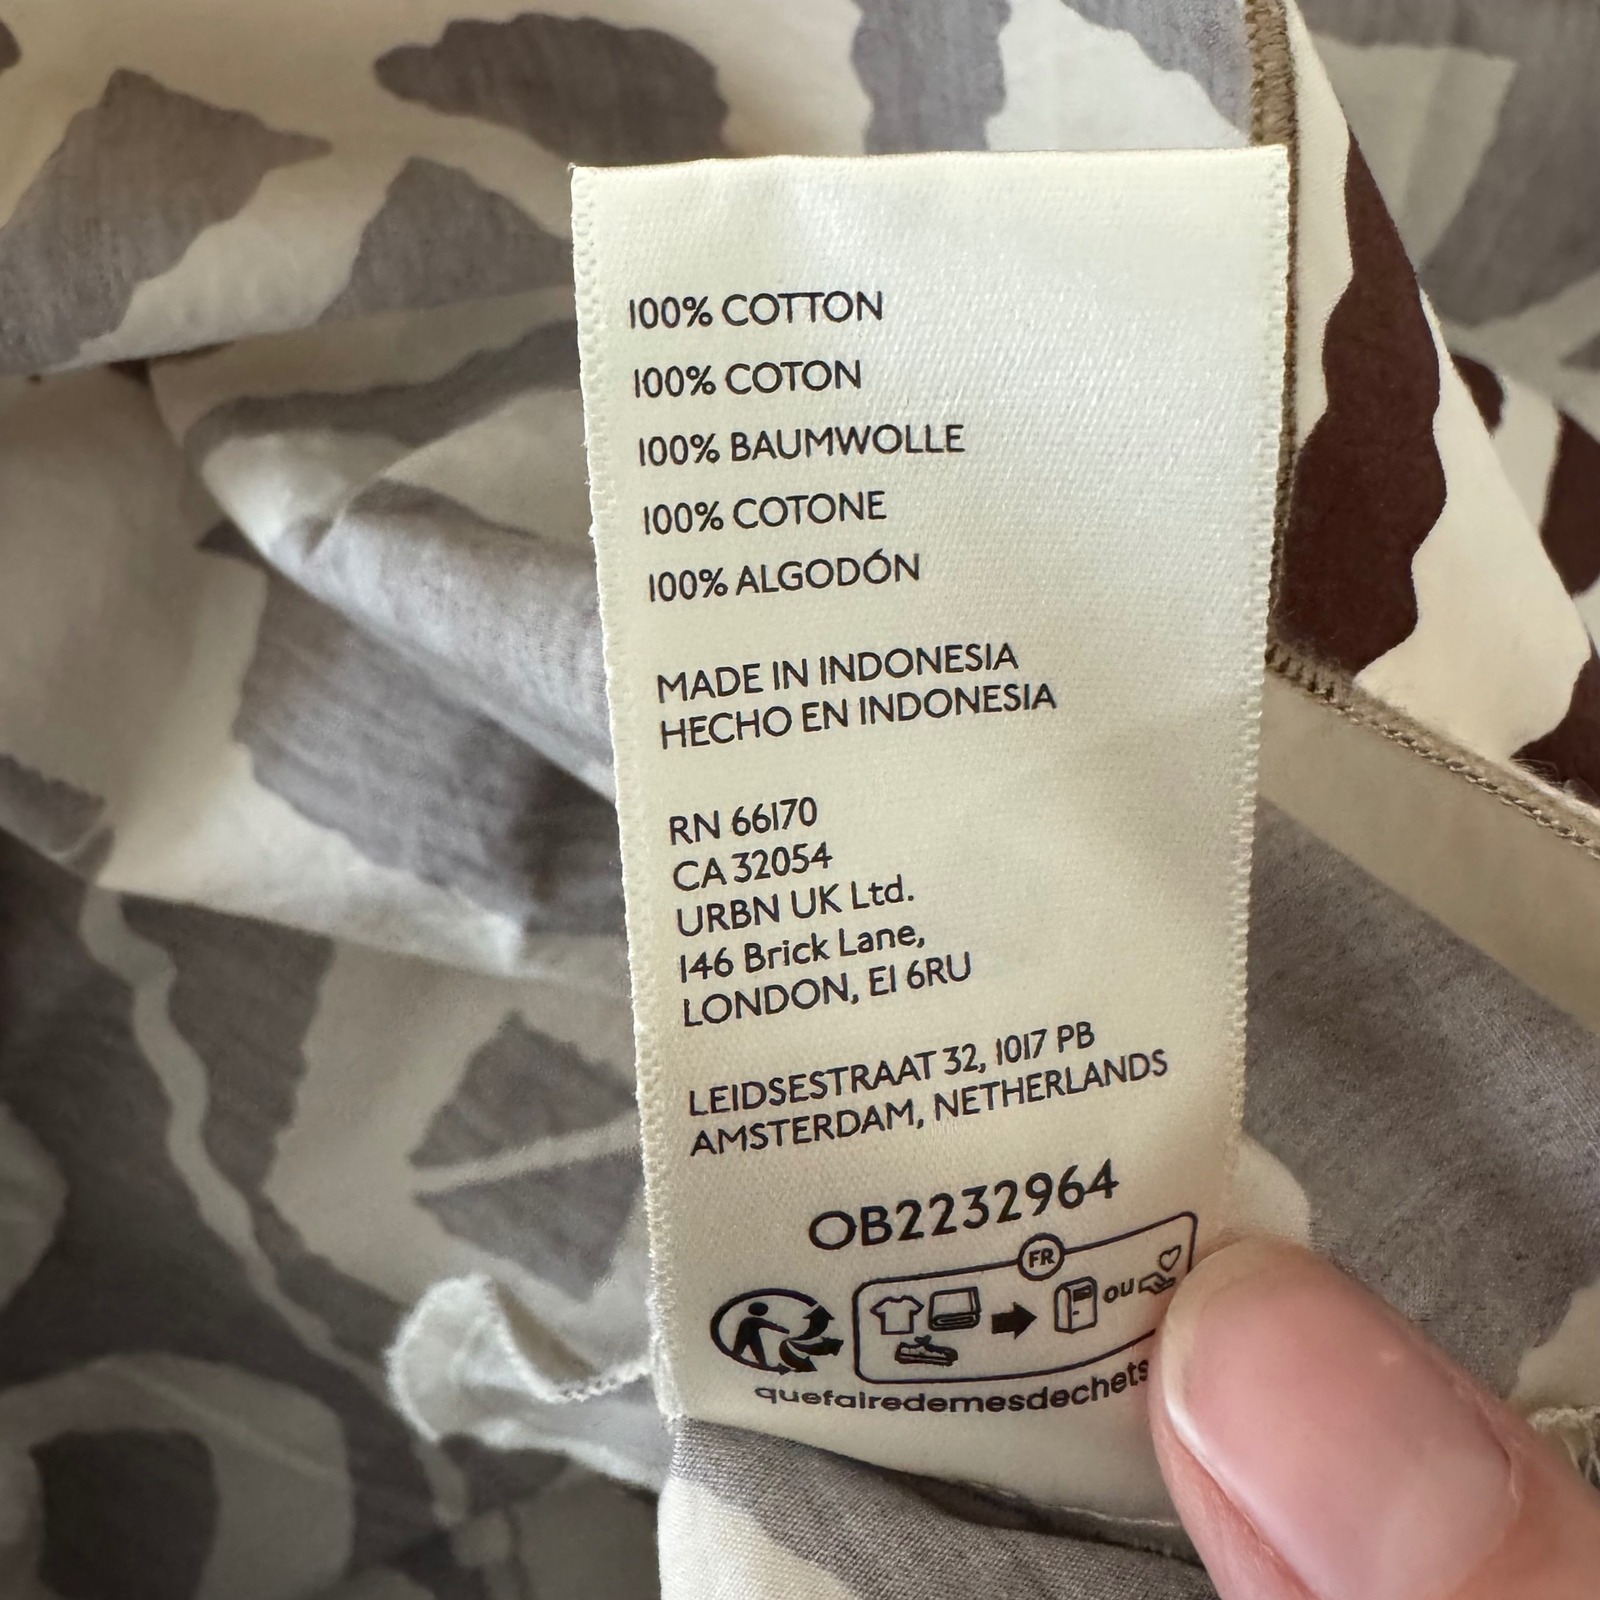 100% COTTON
100% COTON
100% BAUMWOLLE
100% COTONE
100% ALGODÓN
MADE IN INDONESIA
HECHO EN INDONESIA
RN 66170
CA 32054
URBN UK Ltd.
146 Brick Lane,
LONDON, E1 6RU
LEIDSESTRAAT 32, 1017 PB
AMSTERDAM, NETHERLANDS
OB2232964
FR
ou
quefairedemesdechets